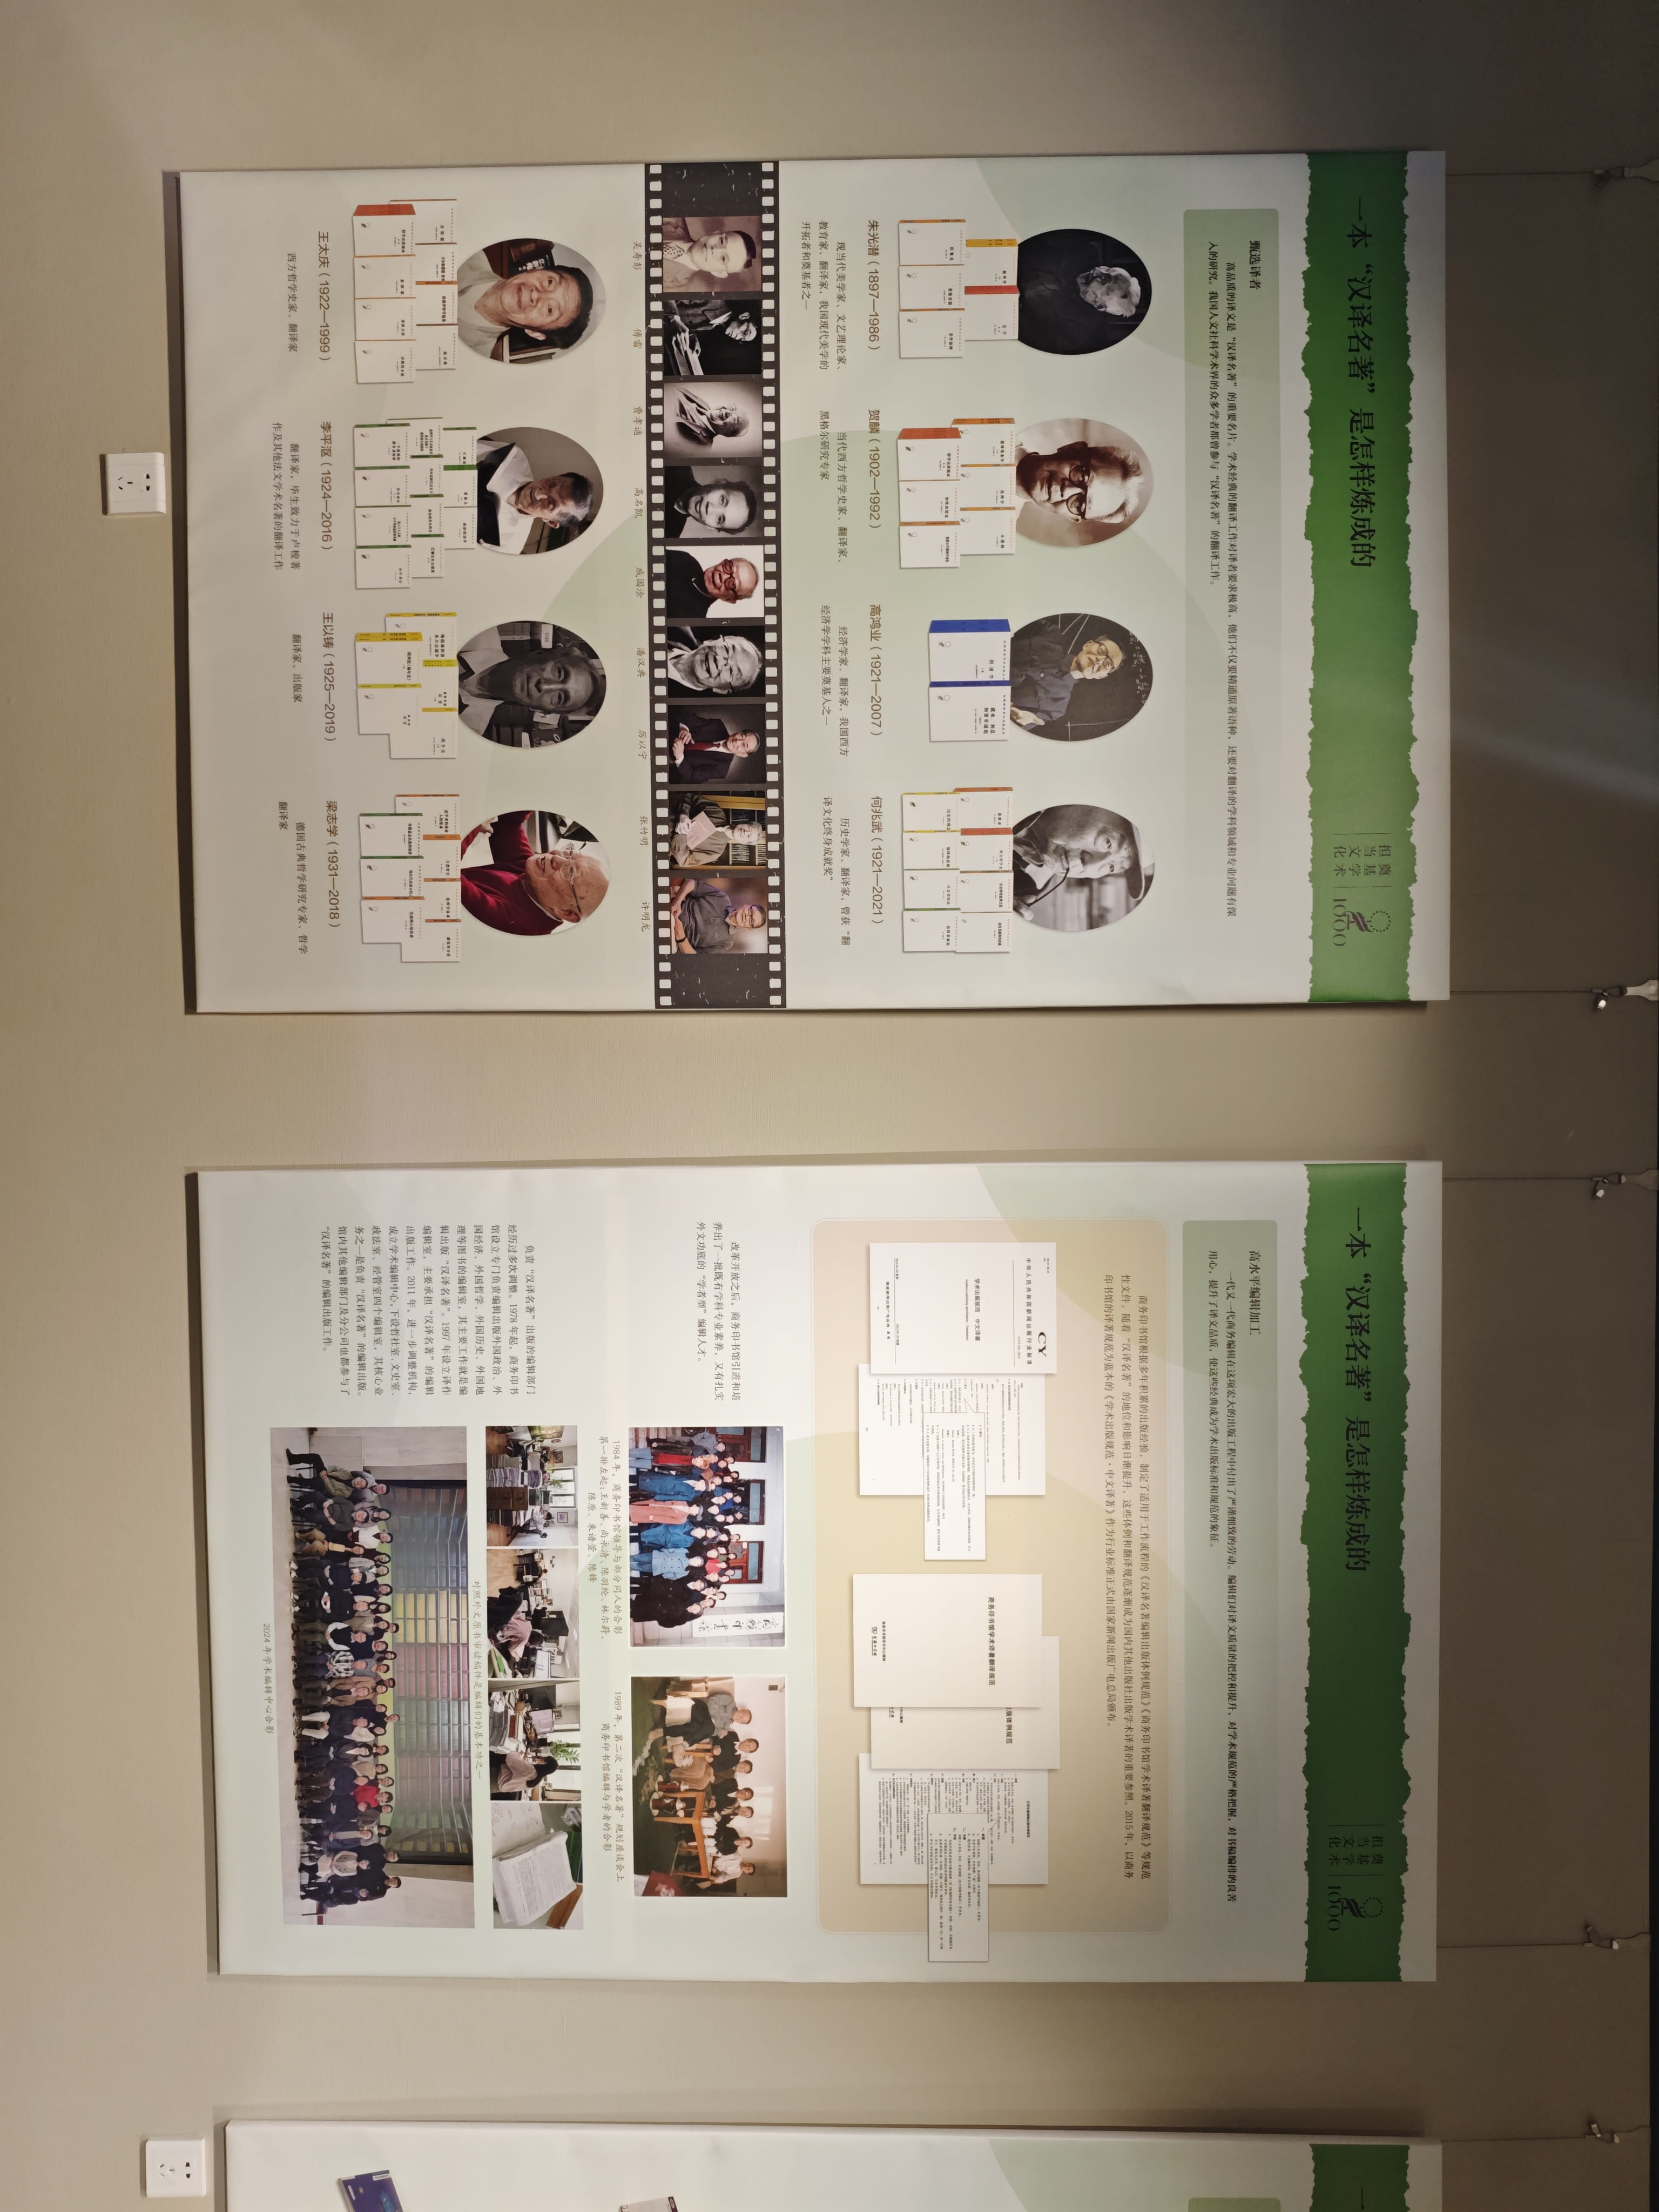 一本“汉译名著”是怎样炼成的
奠基学术
担当文化
1000
甄选译者
高品质的译文是“汉译名著”的重要名片。学术经典的翻译工作对译者要求极高，他们不仅要精通原著语种，还要对翻译的学科领域和专业问题有深
入的研究。我国人文社科学术界的众多学者都曾参与“汉译名著”的翻译工作。
朱光潜（1897—1986）
现当代美学家、文艺理论家、
教育家、翻译家，我国现代美学的
开拓者和奠基者之一
贺麟（1902—1992）
当代西方哲学史家、翻译家、
黑格尔研究专家
高鸿业（1921—2007）
经济学家、翻译家，我国西方
经济学学科主要奠基人之一
何兆武（1921—2021）
历史学家、翻译家，曾获“翻
译文化终身成就奖”
吴寿彭
傅雷
费孝通
高名凯
戚国淦
潘汉典
厉以宁
张竹明
许明龙
王太庆（1922—1999）
西方哲学史家、翻译家
李平沤（1924—2016）
翻译家，毕生致力于卢梭著
作及其他法文学术名著的翻译工作
王以铸（1925—2019）
翻译家、出版家
梁志学（1931—2018）
德国古典哲学研究专家、哲学
翻译家
一本“汉译名著”是怎样炼成的
奠基学术
担当文化
1000
高水平编辑加工
一代又一代商务编辑在这项宏大的出版工程中付出了严谨细致的劳动。编辑们对译文质量的把控和提升，对学术规范的严格把握，对书稿编排的良苦
用心，提升了译文品质，使这些经典成为学术出版标准和规范的象征。
商务印书馆根据多年积累的出版经验，制定了适用于工作流程的《汉译名著编辑出版体例规范》《商务印书馆学术译著翻译规范》等规范
性文件。随着“汉译名著”的地位和影响日渐提升，这些体例和翻译规范逐渐成为国内其他出版社出版学术译著的重要参照。2015年，以商务
印书馆的译著规范为蓝本的《学术出版规范·中文译著》作为行业标准正式由国家新闻出版广电总局颁布。
CY
中华人民共和国新闻出版行业标准
学术出版规范 中文译著
商务印书馆学术译著翻译规范
版体例规范
改革开放之后，商务印书馆引进和培
养出了一批既有学科专业素养，又有扎实
外文功底的“学者型”编辑人才。
1984年，商务印书馆领导与部分同人的合影
第一排左起：王新善、高永清、陈羽纶、林尔蔚、
陈原、朱谱萱、陈锋
1989年，第二次“汉译名著”规划座谈会上
商务印书馆编辑与学者的合影
负责“汉译名著”出版的编辑部门
经历过多次调整。1978年起，商务印书
馆设立专门负责编辑出版外国政治、外
国经济、外国哲学、外国历史、外国地
理等图书的编辑室，其主要工作就是编
辑出版“汉译名著”。1997年设立译作
编辑室，主要承担“汉译名著”的编辑
出版工作。2011年，进一步调整机构，
成立学术编辑中心，下设哲社室、文史室、
政法室、经管室四个编辑室，其核心业
务之一是负责“汉译名著”的编辑出版。
馆内其他编辑部门及分公司也都参与了
“汉译名著”的编辑出版工作。
对照外文原书审读稿件是编辑们的基本功之一
2024年学术编辑中心合影
一